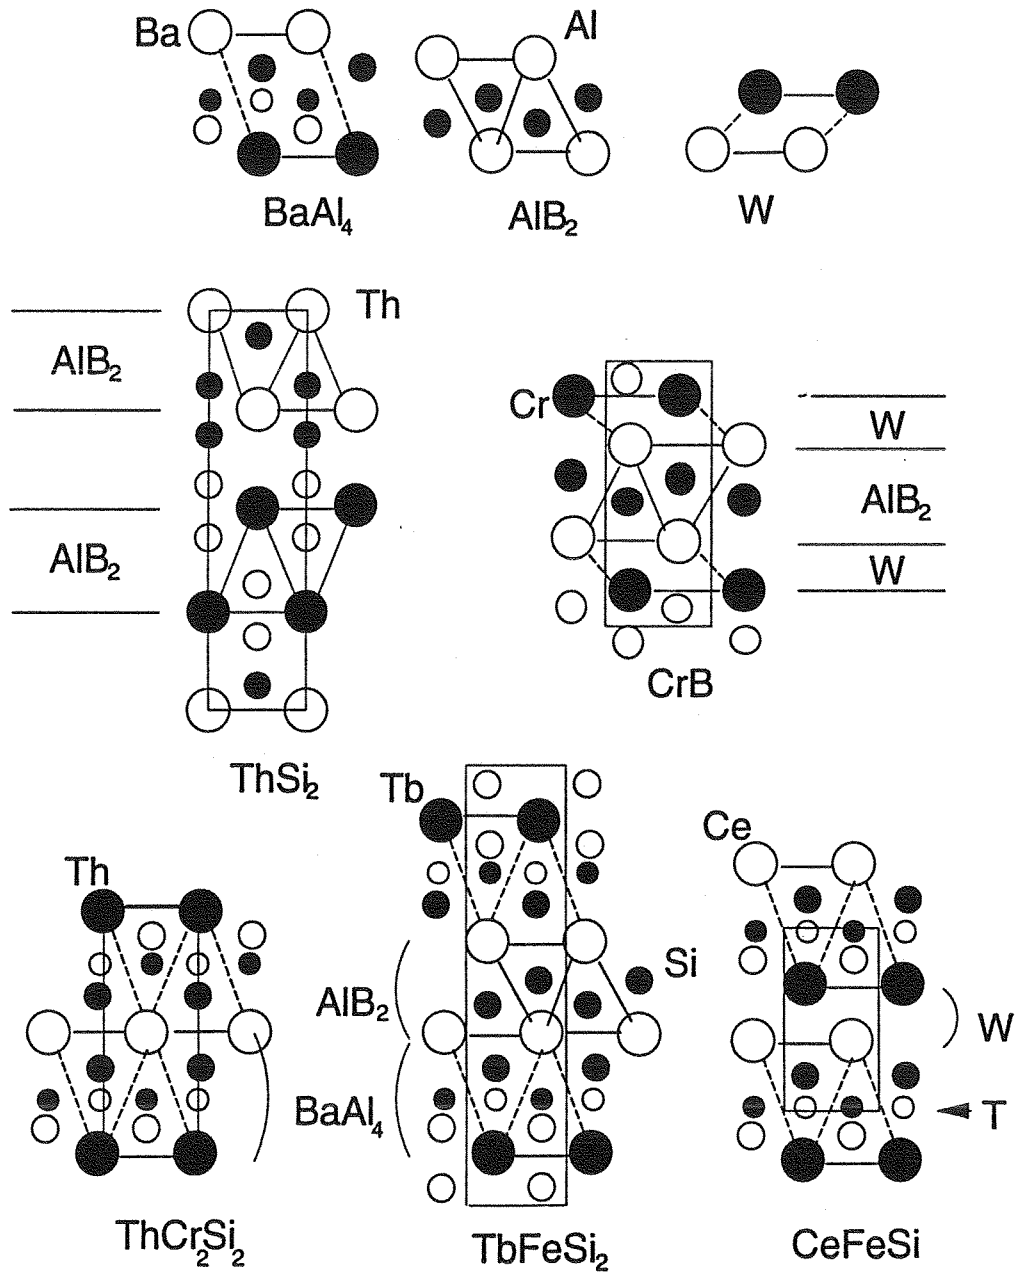 Ba
Al
BaAl4
AlB2
W
Th
AlB2
AlB2
ThSi2
Cr
W
AlB2
W
CrB
Th
ThCr2Si2
Tb
Si
AlB2
BaAl4
TbFeSi2
Ce
W
T
CeFeSi